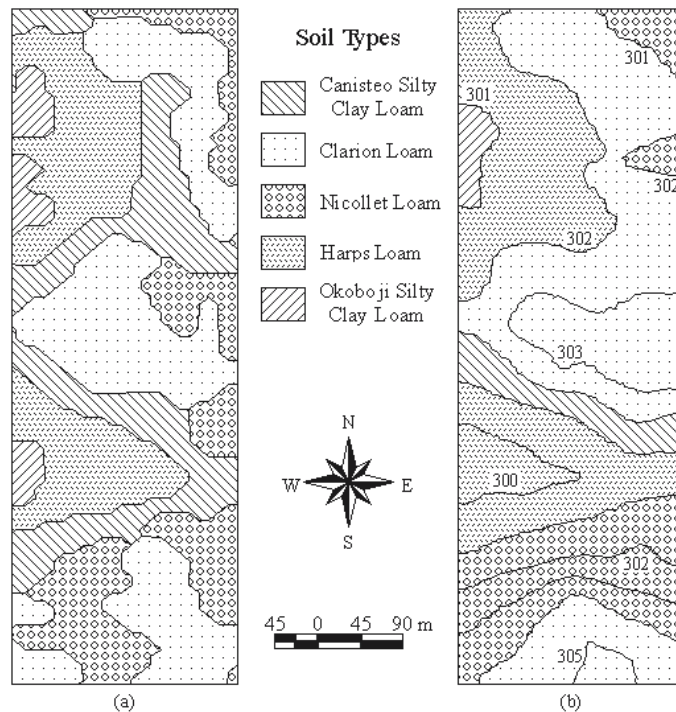 Soil Types
Canisteo Silty
Clay Loam
Clarion Loam
Nicollet Loam
Harps Loam
Okoboji Silty
Clay Loam
N
W
E
S
45 0 45 90 m
301
301
302
302
303
300
302
305
(a)
(b)